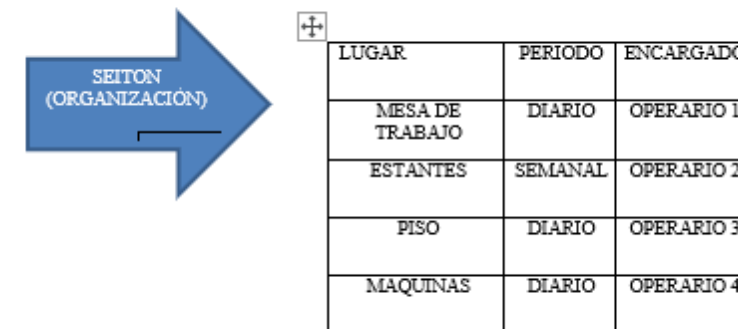 SEITON
(ORGANIZACIÓN)
LUGAR PERIODO ENCARGADO
MESA DE TRABAJO DIARIO OPERARIO 1
ESTANTES SEMANAL OPERARIO 2
PISO DIARIO OPERARIO 3
MAQUINAS DIARIO OPERARIO 4